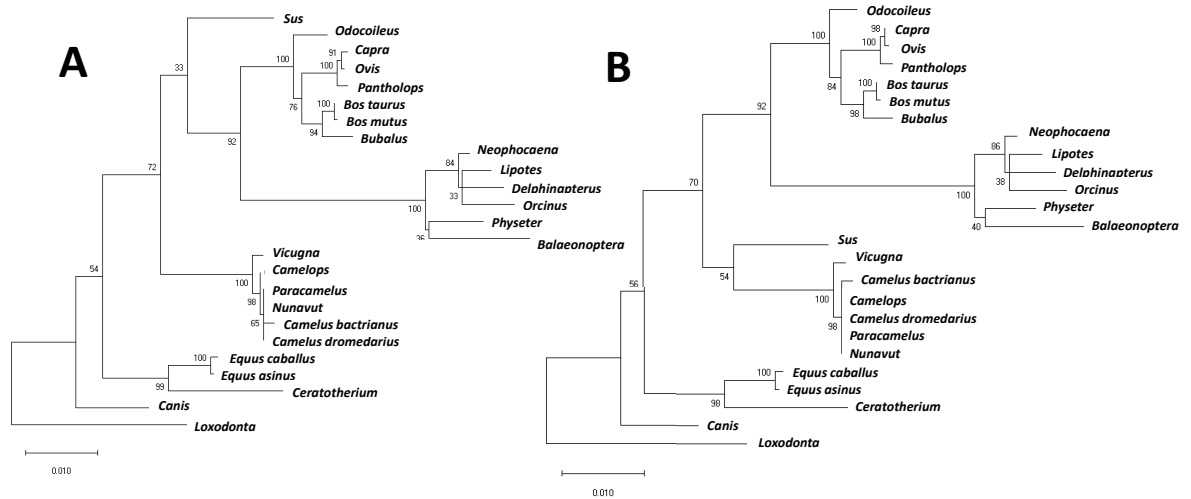 A
Sus
33
Odocoileus
91
Capra
100
100
Ovis
Pantholops
76
100
Bos taurus
Bos mutus
94
Bubalus
92
72
Neophocaena
84
Lipotes
Delphinapterus
33
Orcinus
100
Physeter
36
Balaeonoptera
54
Vicugna
Camelops
100
Paracamelus
98
Nunavut
65
Camelus bactrianus
Camelus dromedarius
100
Equus caballus
Equus asinus
99
Ceratotherium
Canis
Loxodonta
0.010
B
Odocoileus
98
Capra
100
100
Ovis
Pantholops
84
100
Bos taurus
Bos mutus
98
Bubalus
92
Neophocaena
86
Lipotes
Delphinapterus
38
Orcinus
100
Physeter
40
Balaeonoptera
70
Sus
54
Vicugna
Camelus bactrianus
100
Camelops
98
Camelus dromedarius
Paracamelus
Nunavut
56
100
Equus caballus
Equus asinus
98
Ceratotherium
Canis
Loxodonta
0.010